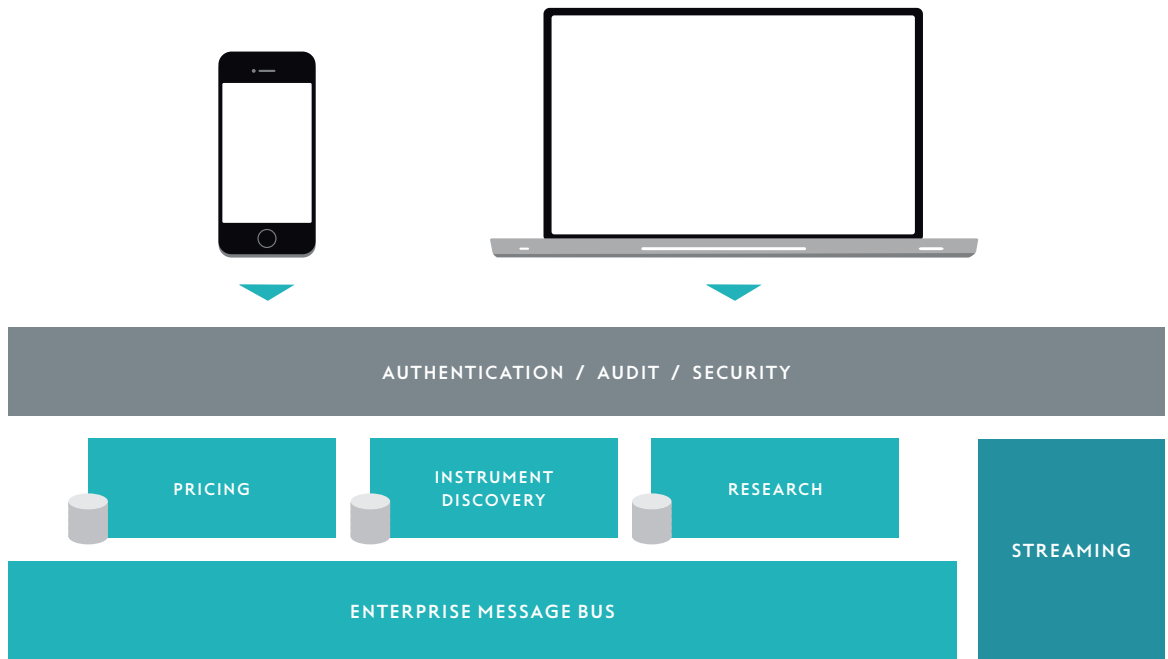 AUTHENTICATION / AUDIT / SECURITY
PRICING
INSTRUMENT
DISCOVERY
RESEARCH
STREAMING
ENTERPRISE MESSAGE BUS